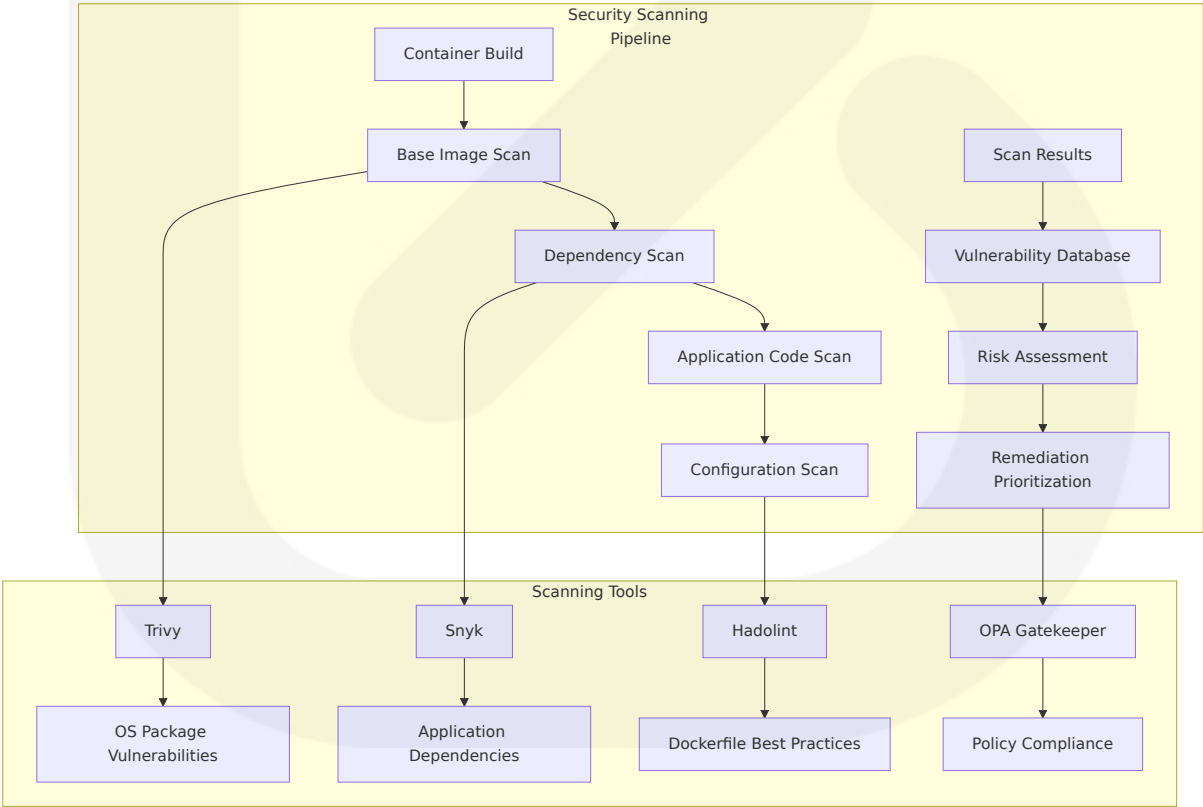 Security Scanning
Pipeline
Container Build
Base Image Scan
Scan Results
Dependency Scan
Vulnerability Database
Application Code Scan
Risk Assessment
Configuration Scan
Remediation
Prioritization
Scanning Tools
Trivy
Snyk
Hadolint
OPA Gatekeeper
OS Package
Vulnerabilities
Application
Dependencies
Dockerfile Best Practices
Policy Compliance